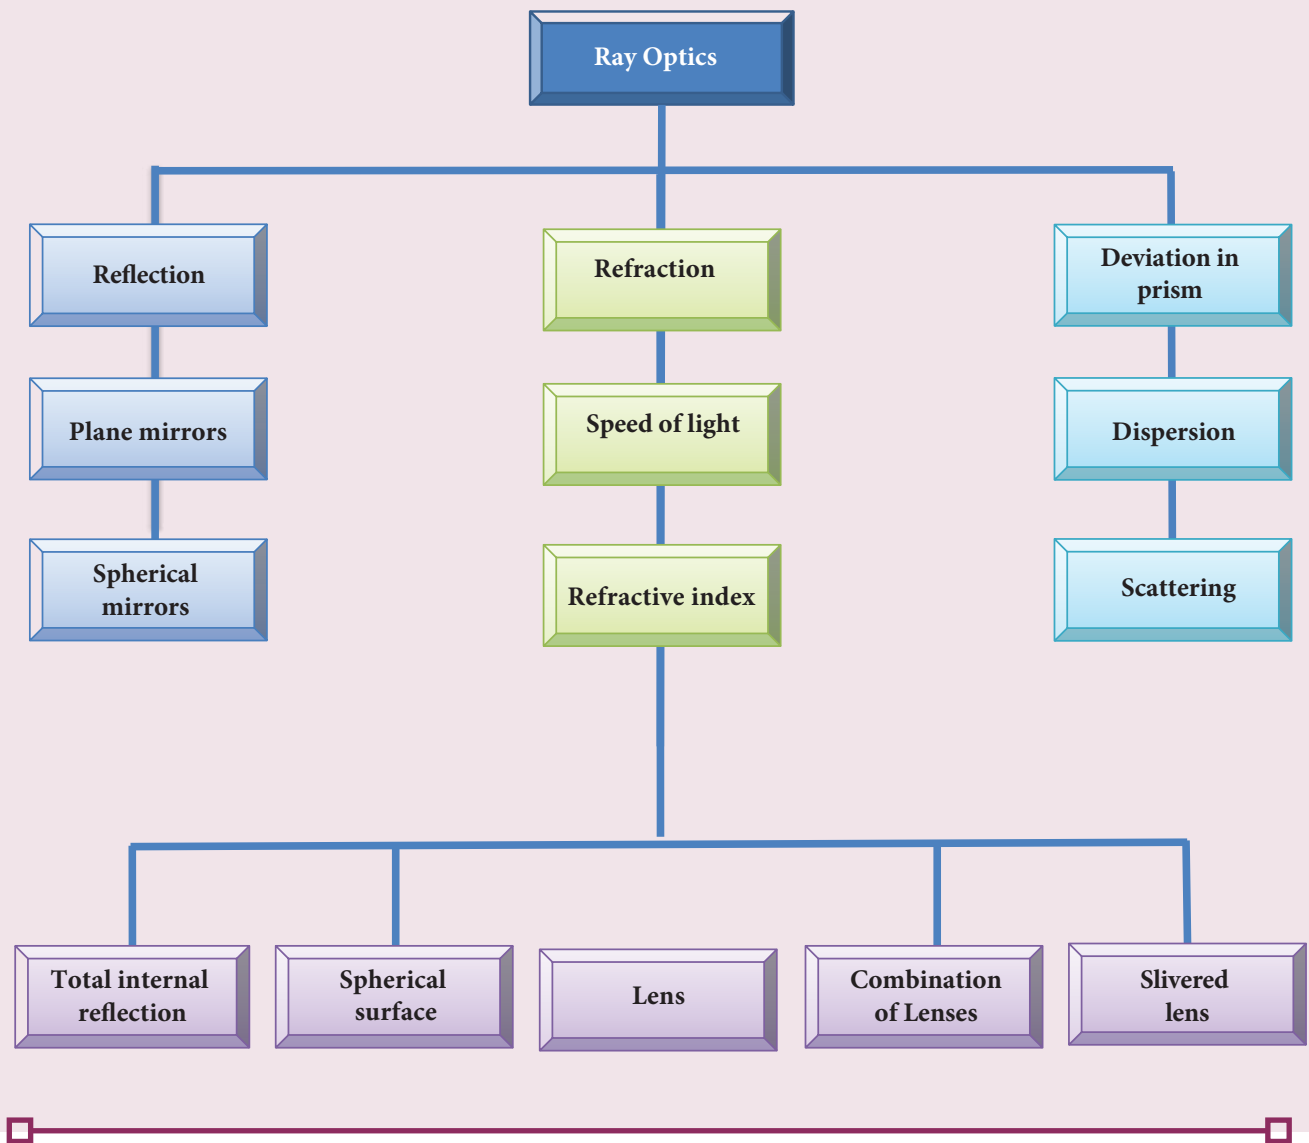 Ray Optics
Reflection
Refraction
Deviation in
prism
Plane mirrors
Speed of light
Dispersion
Spherical
mirrors
Refractive index
Scattering
Total internal
reflection
Spherical
surface
Lens
Combination
of Lenses
Slivered
lens